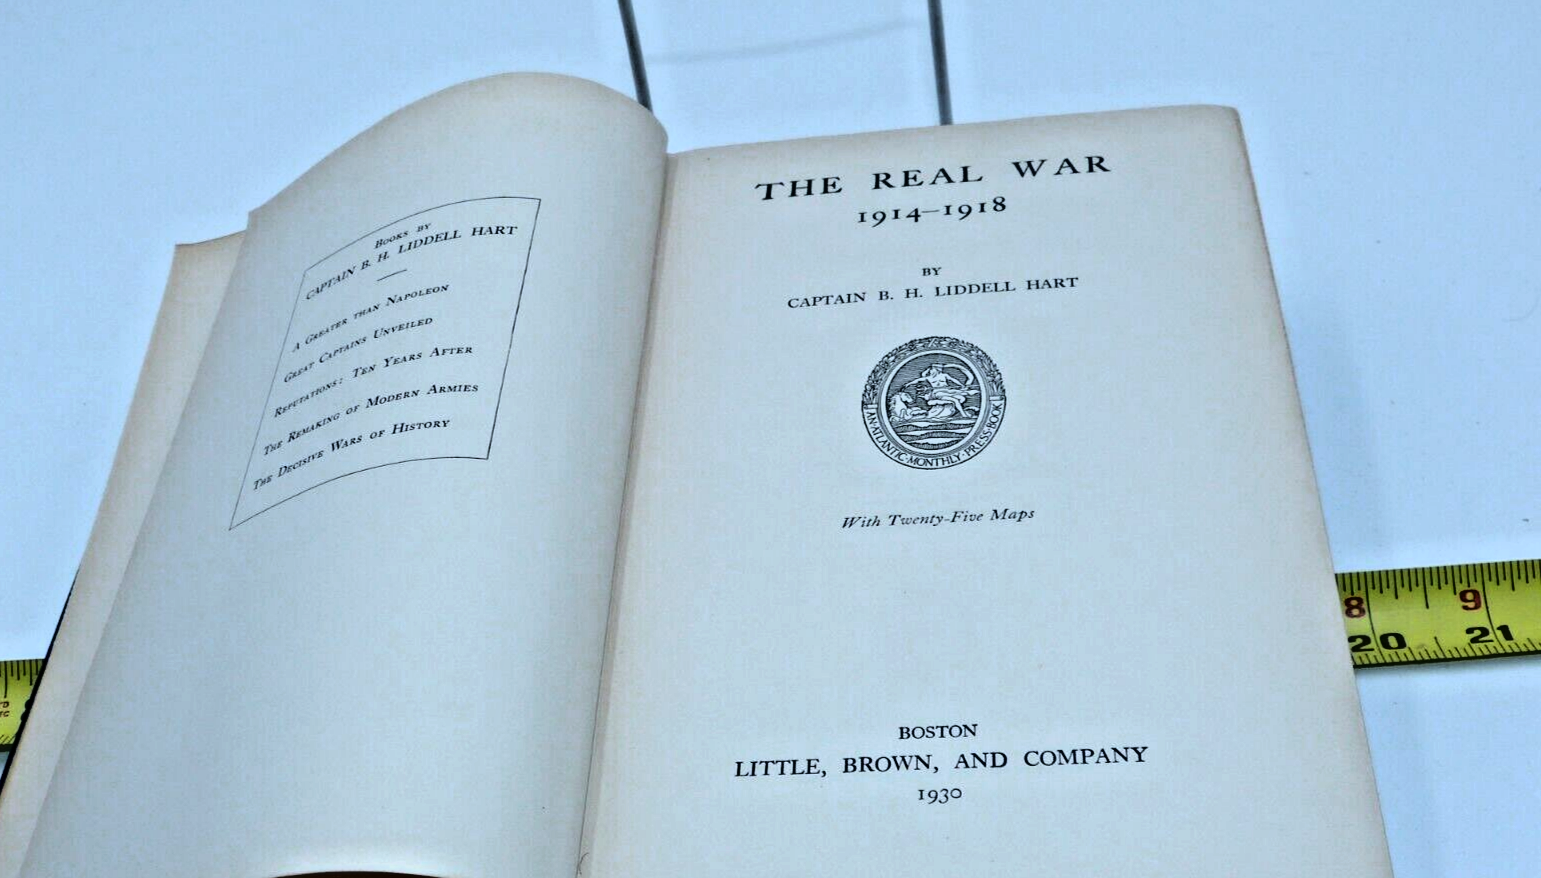 BOOKS BY
CAPTAIN B. H. LIDDELL HART
A GREATER THAN NAPOLEON
GREAT CAPTAINS UNVEILED
REPUTATIONS: TEN YEARS AFTER
THE REMAKING OF MODERN ARMIES
THE DECISIVE WARS OF HISTORY
THE REAL WAR
1914–1918
BY
CAPTAIN B. H. LIDDELL HART
AN·ATLANTIC·MONTHLY·PRESS·BOOK
With Twenty-Five Maps
BOSTON
LITTLE, BROWN, AND COMPANY
1930
8 9
20 21